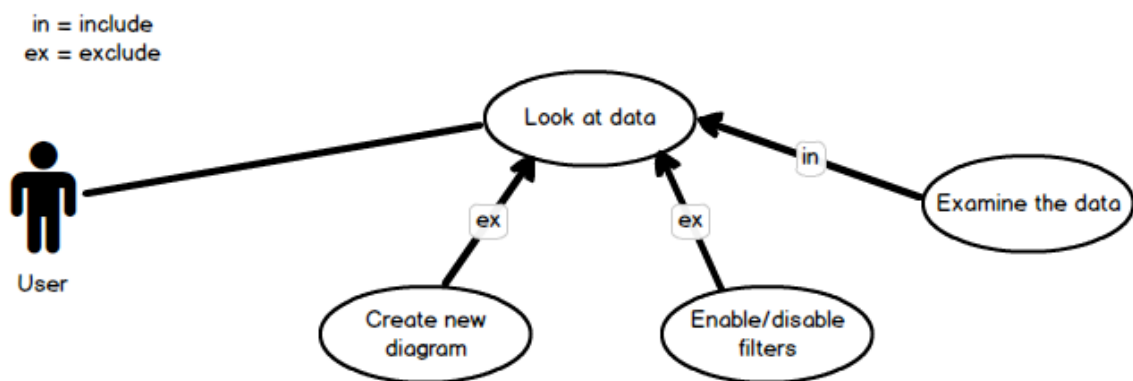 in = include
ex = exclude
Look at data
in
Examine the data
ex
ex
User
Create new
diagram
Enable/disable
filters